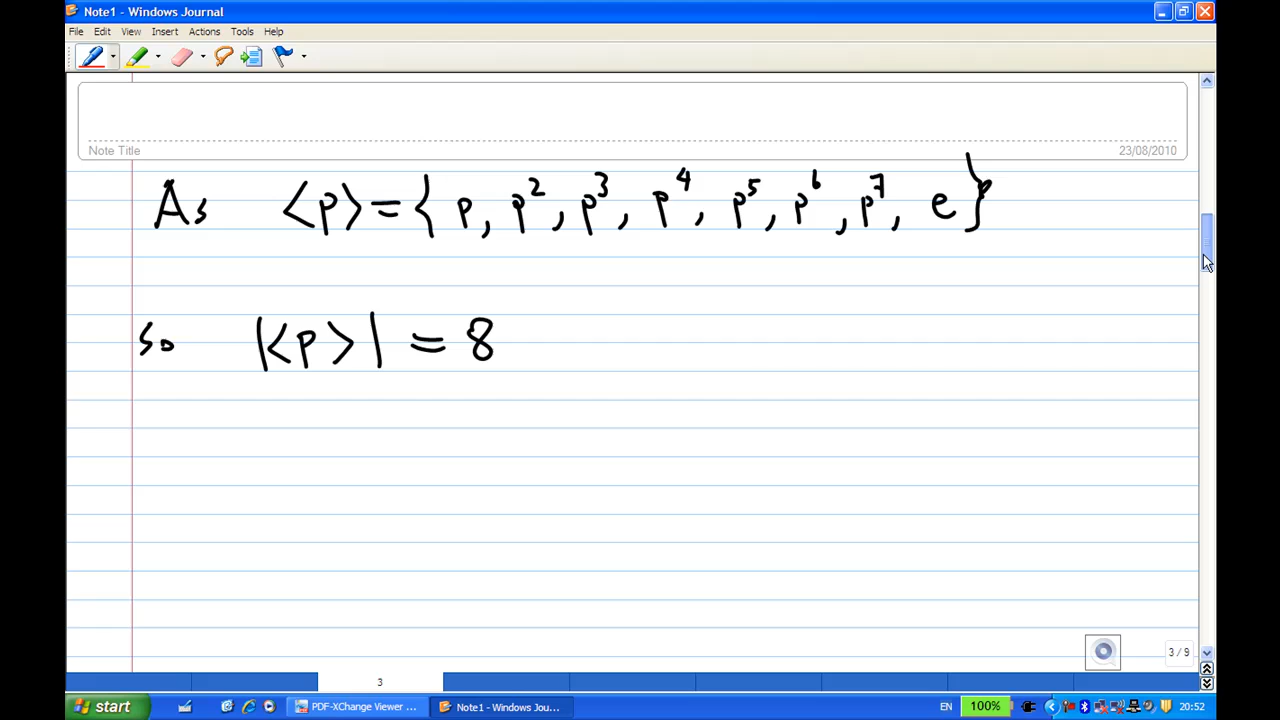 Note1 - Windows Journal
File Edit View Insert Actions Tools Help
Note Title
23/08/2010
As ⟨p⟩ = { p, p², p³, p⁴, p⁵, p⁶, p⁷, e }
So |<p>| = 8
3 / 9
3
start PDF-XChange Viewer ... Note1 - Windows Jou... EN 100% 20:52